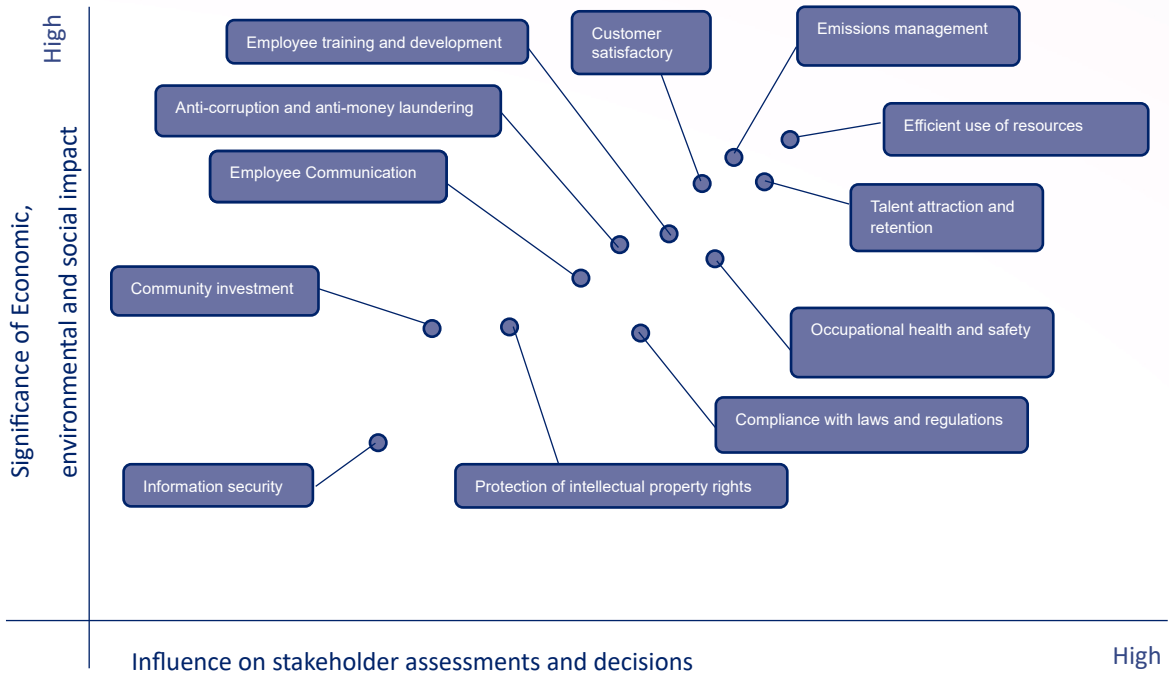 High
Significance of Economic,
environmental and social impact
Employee training and development
Customer
satisfactory
Emissions management
Anti-corruption and anti-money laundering
Efficient use of resources
Employee Communication
Talent attraction and
retention
Community investment
Occupational health and safety
Compliance with laws and regulations
Information security
Protection of intellectual property rights
Influence on stakeholder assessments and decisions
High